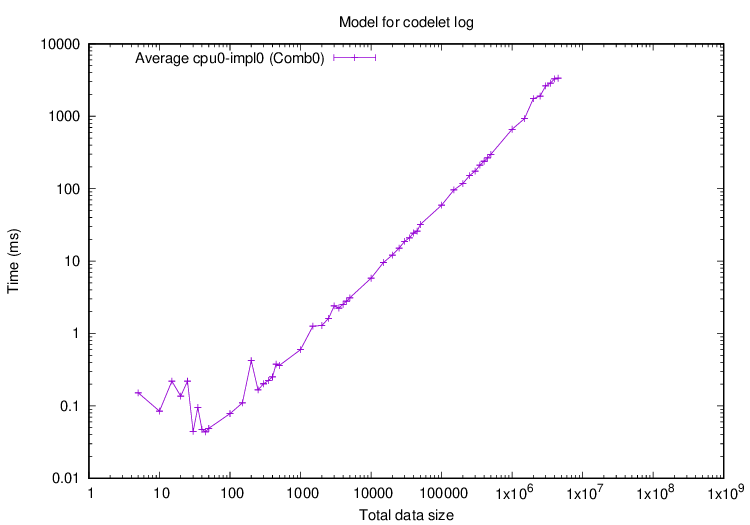 Model for codelet log
Average cpu0-impl0 (Comb0)
10000
1000
100
10
1
0.1
0.01
Time (ms)
1 10 100 1000 10000 100000 1x10^6 1x10^7 1x10^8 1x10^9
Total data size